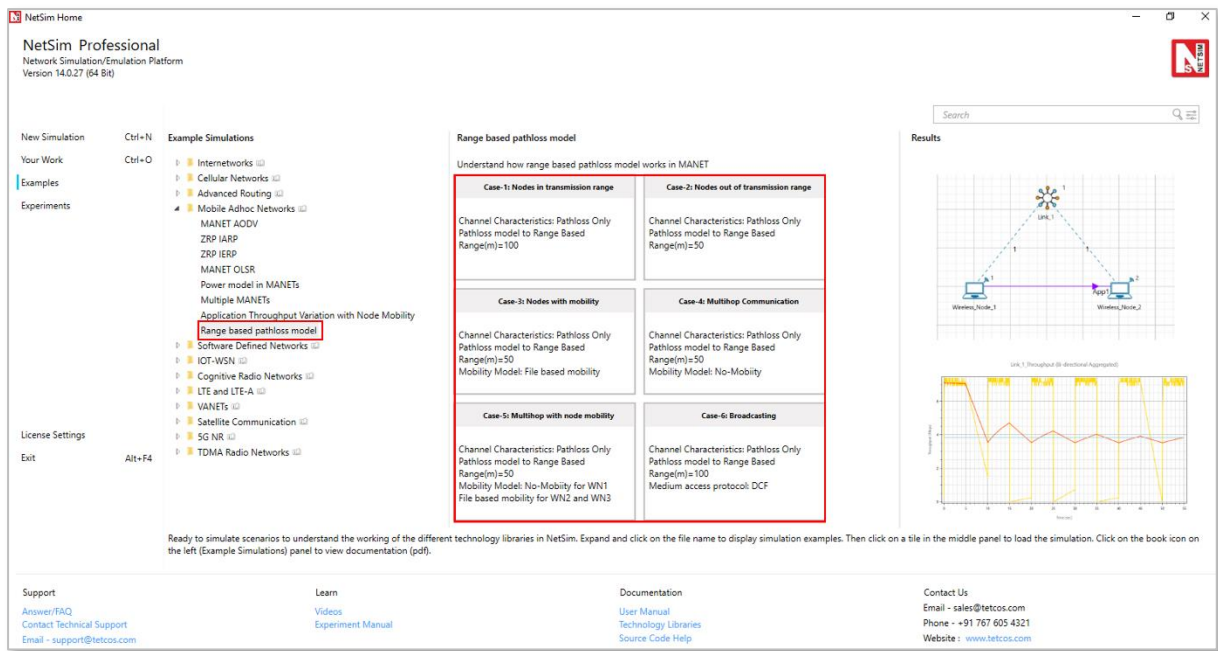 NetSim Home
NetSim Professional
Network Simulation/Emulation Platform
Version 14.0.27 (64 Bit)
NETSIM
Search
New Simulation Ctrl+N
Your Work Ctrl+O
Examples
Experiments
License Settings
Exit Alt+F4
Example Simulations
Internetworks
Cellular Networks
Advanced Routing
Mobile Adhoc Networks
MANET AODV
ZRP IARP
ZRP IERP
MANET OLSR
Power model in MANETs
Multiple MANETs
Application Throughput Variation with Node Mobility
Range based pathloss model
Software Defined Networks
IOT-WSN
Cognitive Radio Networks
LTE and LTE-A
VANETs
Satellite Communication
5G NR
TDMA Radio Networks
Range based pathloss model
Understand how range based pathloss model works in MANET
Case-1: Nodes in transmission range
Channel Characteristics: Pathloss Only
Pathloss model to Range Based
Range(m)=100
Case-2: Nodes out of transmission range
Channel Characteristics: Pathloss Only
Pathloss model to Range Based
Range(m)=50
Case-3: Nodes with mobility
Channel Characteristics: Pathloss Only
Pathloss model to Range Based
Range(m)=50
Mobility Model: File based mobility
Case-4: Multihop Communication
Channel Characteristics: Pathloss Only
Pathloss model to Range Based
Range(m)=50
Mobility Model: No-Mobiity
Case-5: Multihop with node mobility
Channel Characteristics: Pathloss Only
Pathloss model to Range Based
Range(m)=50
Mobility Model: No-Mobiity for WN1
File based mobility for WN2 and WN3
Case-6: Broadcasting
Channel Characteristics: Pathloss Only
Pathloss model to Range Based
Range(m)=100
Medium access protocol: DCF
Results
1
Link_1
1 1
1 2
App1
Wireless_Node_1 Wireless_Node_2
Link_1_Throughput (Bi-directional Aggregated)
Ready to simulate scenarios to understand the working of the different technology libraries in NetSim. Expand and click on the file name to display simulation examples. Then click on a tile in the middle panel to load the simulation. Click on the book icon on
the left (Example Simulations) panel to view documentation (pdf).
Support
Answer/FAQ
Contact Technical Support
Email - support@tetcos.com
Learn
Videos
Experiment Manual
Documentation
User Manual
Technology Libraries
Source Code Help
Contact Us
Email - sales@tetcos.com
Phone - +91 767 605 4321
Website : www.tetcos.com